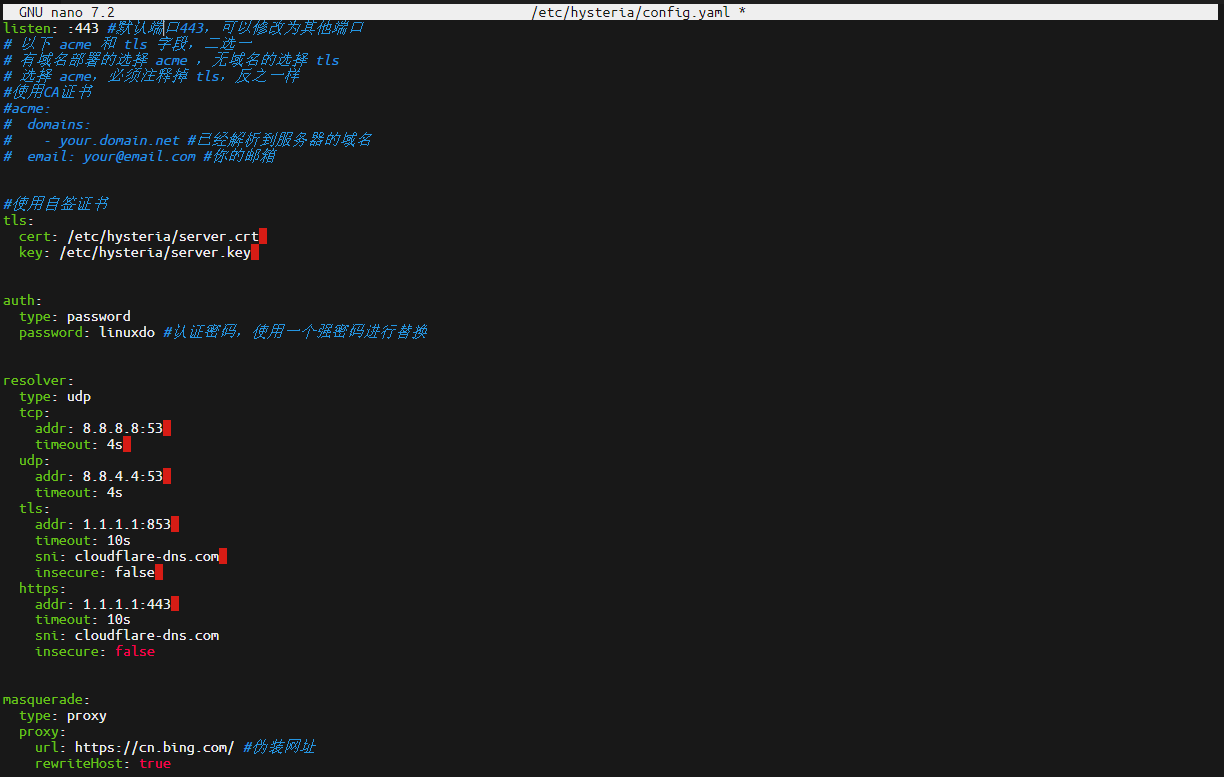 GNU nano 7.2 /etc/hysteria/config.yaml *
listen: :443 #默认端口443，可以修改为其他端口
# 以下 acme 和 tls 字段，二选一
# 有域名部署的选择 acme ，无域名的选择 tls
# 选择 acme，必须注释掉 tls，反之一样
#使用CA证书
#acme:
#  domains:
#    - your.domain.net #已经解析到服务器的域名
#  email: your@email.com #你的邮箱
#使用自签证书
tls:
  cert: /etc/hysteria/server.crt
  key: /etc/hysteria/server.key
auth:
  type: password
  password: linuxdo #认证密码，使用一个强密码进行替换
resolver:
  type: udp
  tcp:
    addr: 8.8.8.8:53
    timeout: 4s
  udp:
    addr: 8.8.4.4:53
    timeout: 4s
  tls:
    addr: 1.1.1.1:853
    timeout: 10s
    sni: cloudflare-dns.com
    insecure: false
  https:
    addr: 1.1.1.1:443
    timeout: 10s
    sni: cloudflare-dns.com
    insecure: false
masquerade:
  type: proxy
  proxy:
    url: https://cn.bing.com/ #伪装网址
    rewriteHost: true